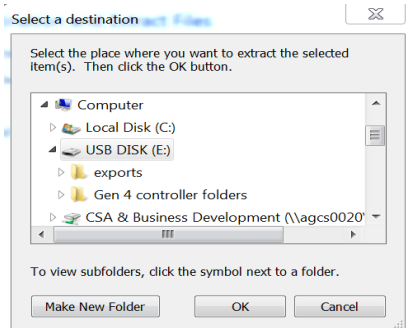 Select a destination
Select the place where you want to extract the selected
item(s).  Then click the OK button.
Computer
Local Disk (C:)
USB DISK (E:)
exports
Gen 4 controller folders
CSA & Business Development (\\agcs0020\
To view subfolders, click the symbol next to a folder.
Make New Folder OK Cancel